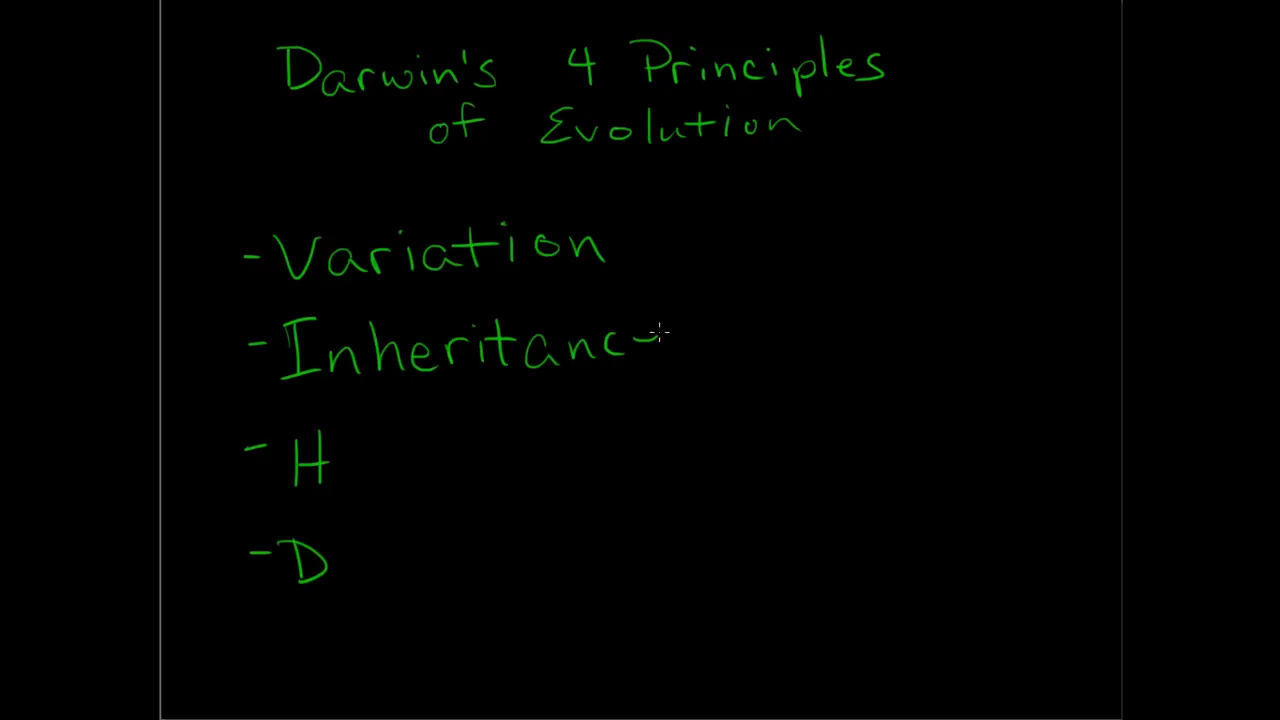 Darwin's 4 Principles
of Evolution
- Variation
- Inheritanc
- H
- D